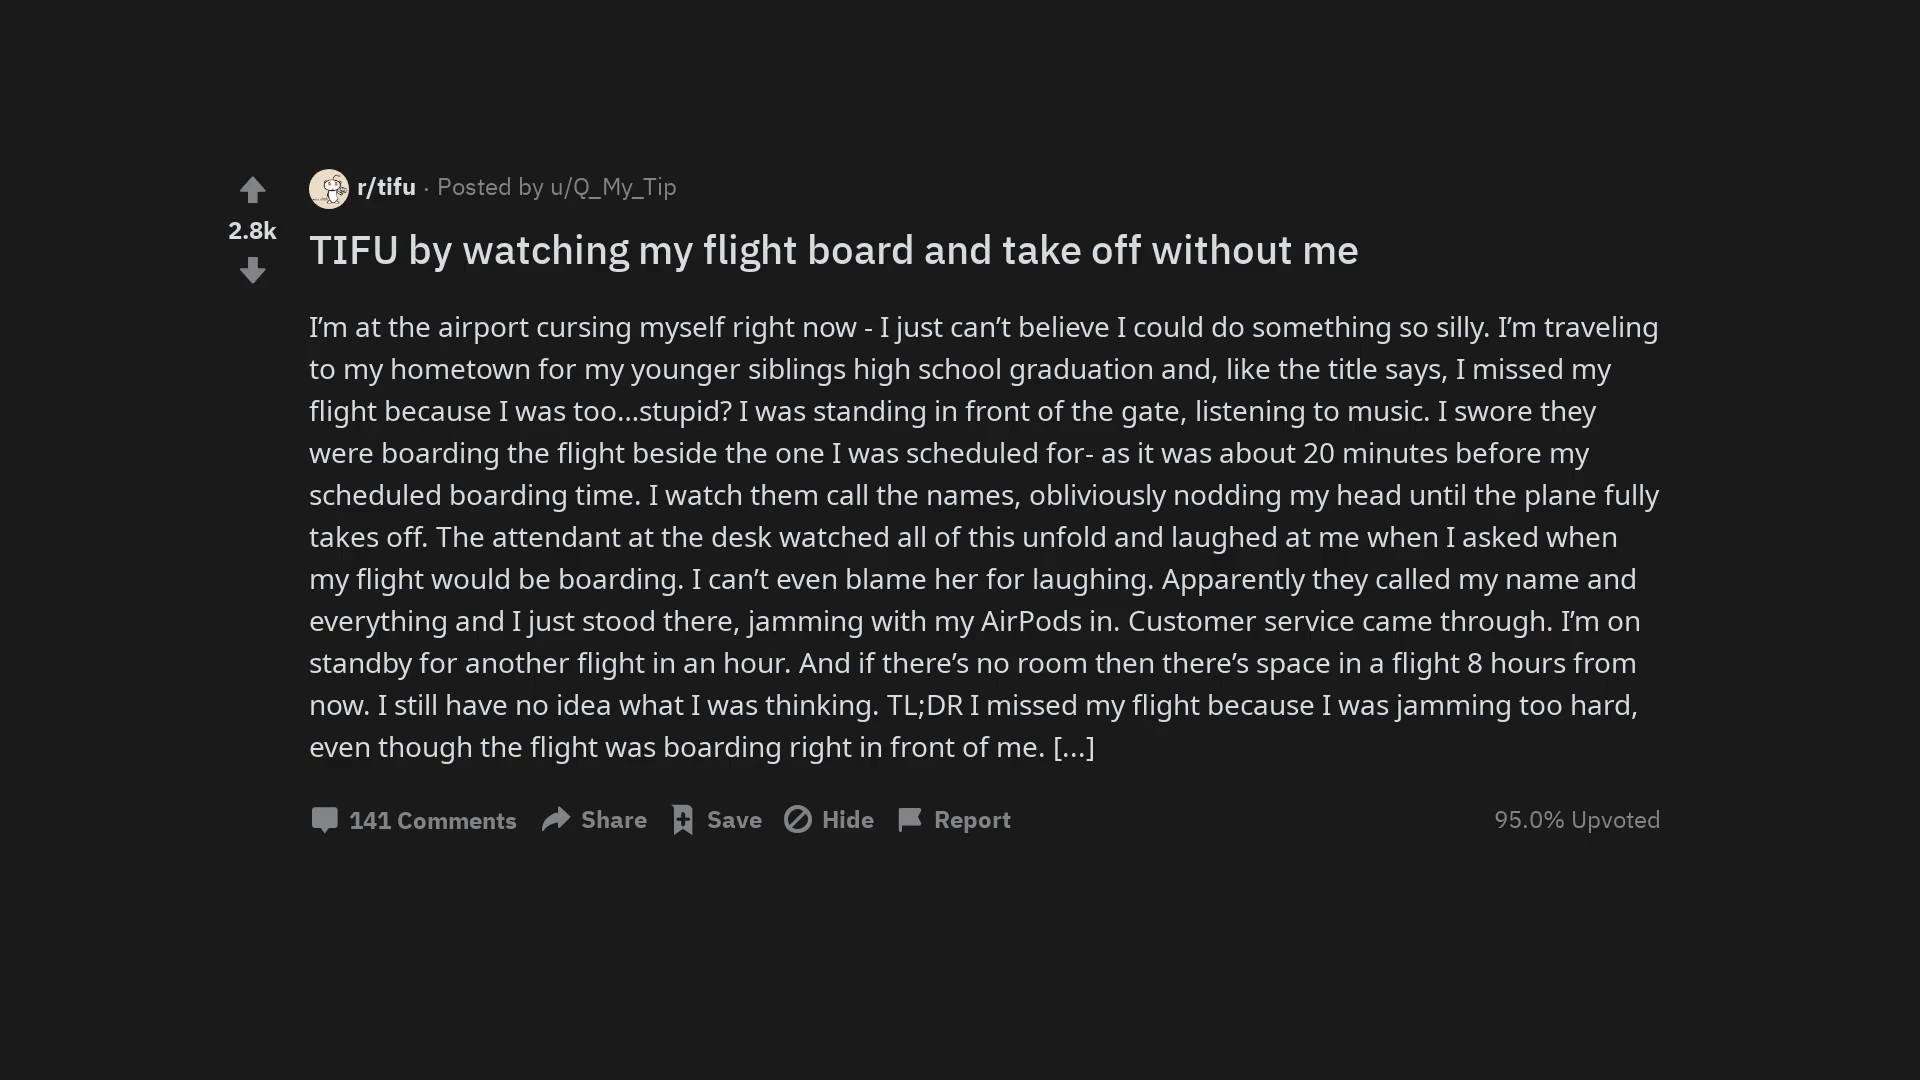 r/tifu · Posted by u/Q_My_Tip
2.8k
TIFU by watching my flight board and take off without me
I’m at the airport cursing myself right now - I just can’t believe I could do something so silly. I’m traveling
to my hometown for my younger siblings high school graduation and, like the title says, I missed my
flight because I was too...stupid? I was standing in front of the gate, listening to music. I swore they
were boarding the flight beside the one I was scheduled for- as it was about 20 minutes before my
scheduled boarding time. I watch them call the names, obliviously nodding my head until the plane fully
takes off. The attendant at the desk watched all of this unfold and laughed at me when I asked when
my flight would be boarding. I can’t even blame her for laughing. Apparently they called my name and
everything and I just stood there, jamming with my AirPods in. Customer service came through. I’m on
standby for another flight in an hour. And if there’s no room then there’s space in a flight 8 hours from
now. I still have no idea what I was thinking. TL;DR I missed my flight because I was jamming too hard,
even though the flight was boarding right in front of me. [...]
141 Comments Share Save Hide Report 95.0% Upvoted